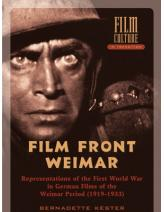 FILM
CULTURE
IN TRANSITION
FILM FRONT
WEIMAR
Representations of the First World War
in German Films of the
Weimar Period (1919-1933)
BERNADETTE KESTER